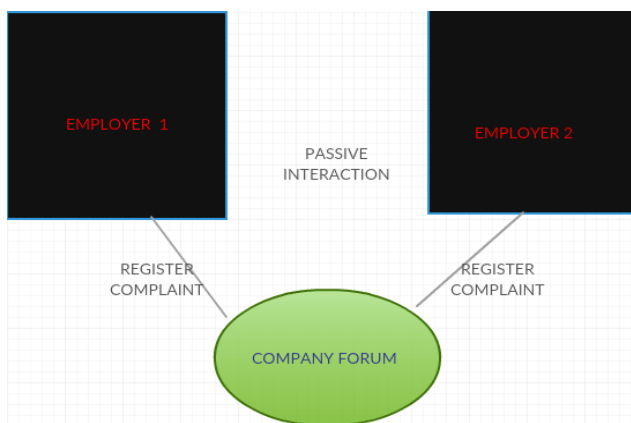 EMPLOYER 1
EMPLOYER 2
PASSIVE
INTERACTION
REGISTER
COMPLAINT
REGISTER
COMPLAINT
COMPANY FORUM